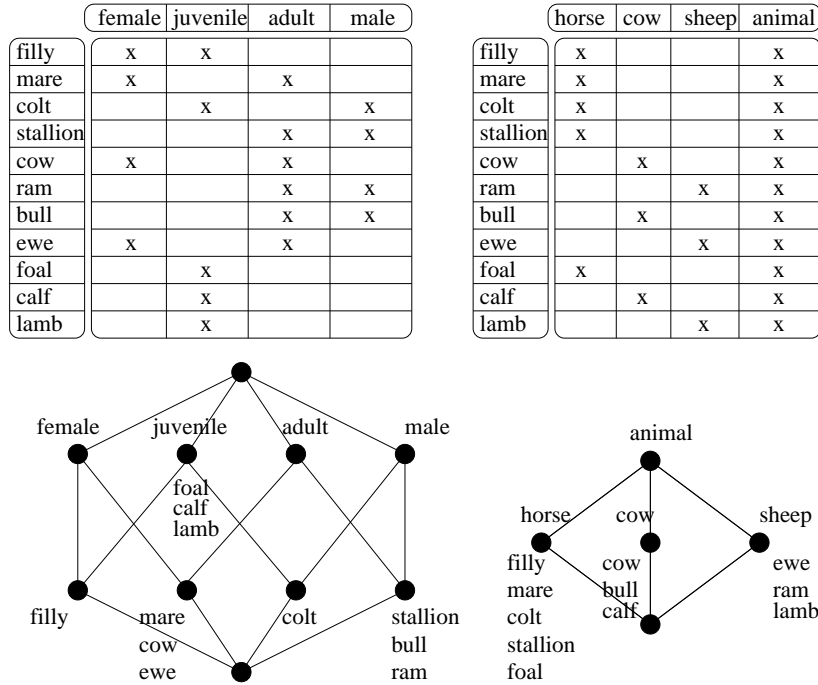 female juvenile adult male
filly x x
mare x x
colt x x
stallion x x
cow x x
ram x x
bull x x
ewe x x
foal x
calf x
lamb x
horse cow sheep animal
filly x x
mare x x
colt x x
stallion x x
cow x x
ram x x
bull x x
ewe x x
foal x x
calf x x
lamb x x
female juvenile adult male
foal
calf
lamb
filly mare colt stallion
cow bull
ewe ram
animal
horse cow sheep
filly cow ewe
mare bull ram
colt calf lamb
stallion
foal